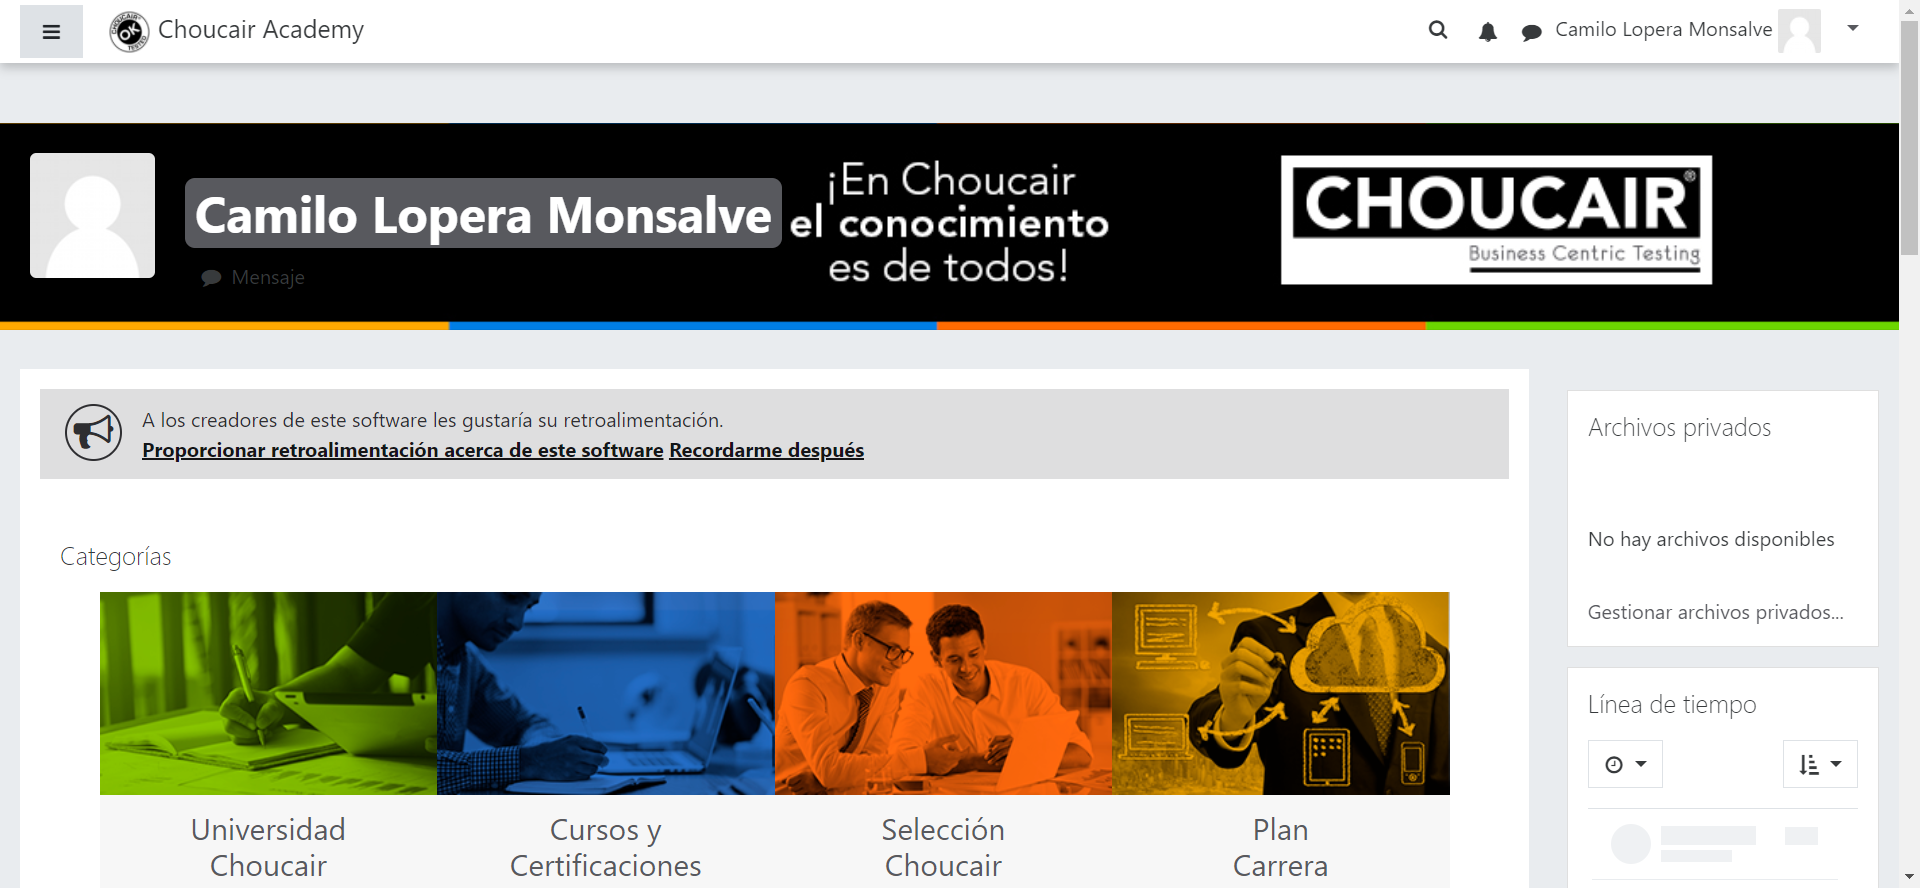 Choucair Academy
Camilo Lopera Monsalve
Camilo Lopera Monsalve
Mensaje
¡En Choucair
el conocimiento
es de todos!
CHOUCAIR®
Business Centric Testing
A los creadores de este software les gustaría su retroalimentación.
Proporcionar retroalimentación acerca de este software Recordarme después
Categorías
Universidad
Choucair
Cursos y
Certificaciones
Selección
Choucair
Plan
Carrera
Archivos privados
No hay archivos disponibles
Gestionar archivos privados...
Línea de tiempo